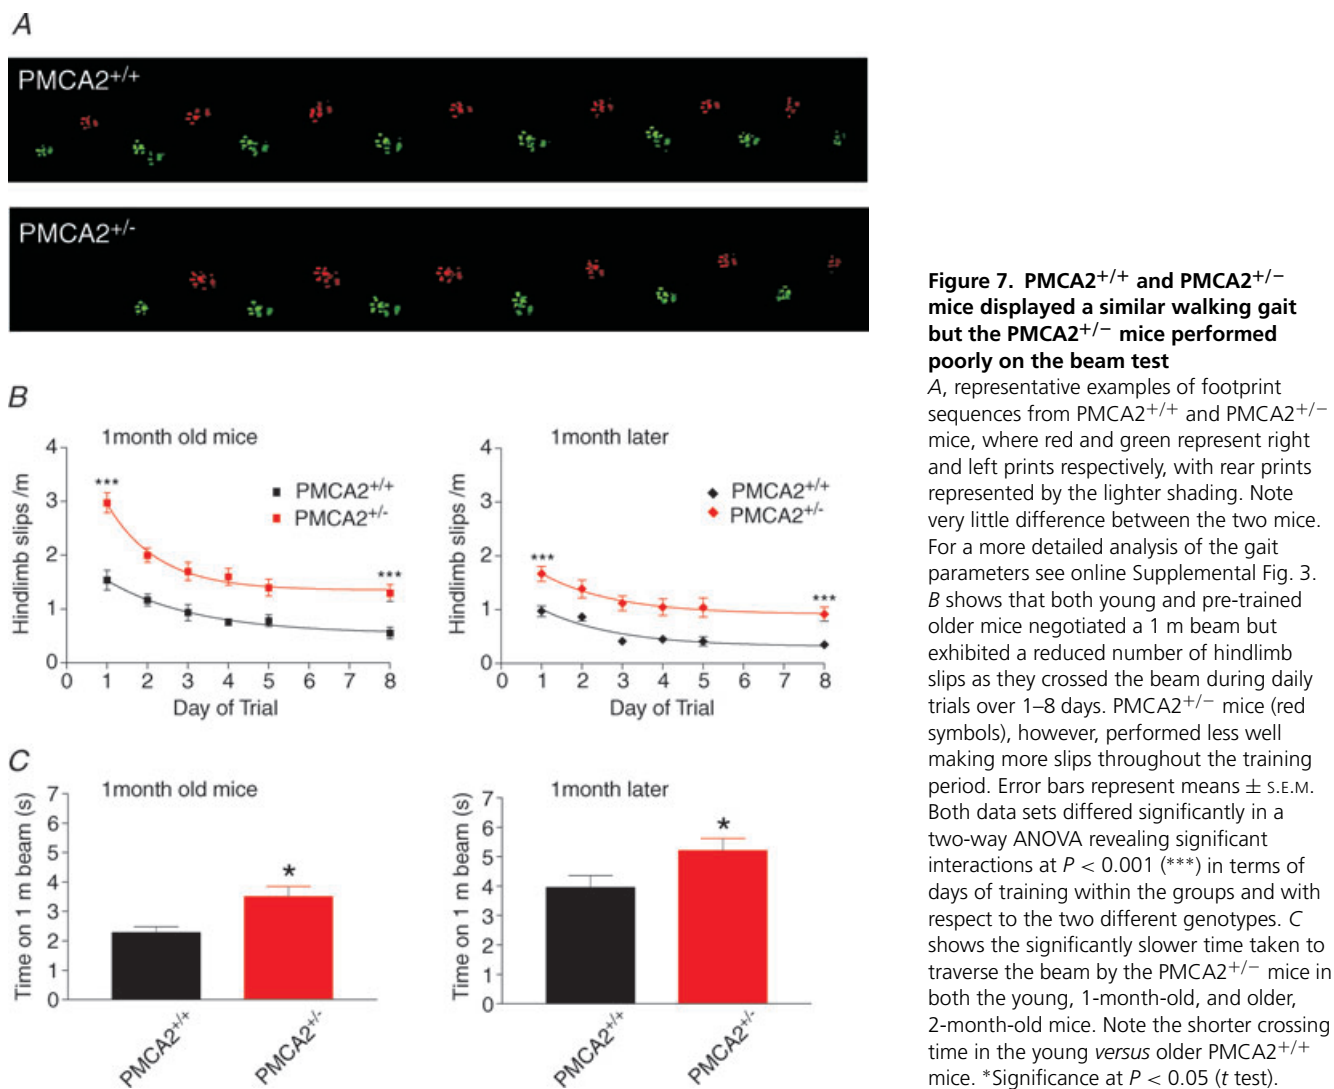 A
PMCA2+/+
PMCA2+/-
B
1month old mice
Hindlimb slips /m
4
3
2
1
0
***
***
PMCA2+/+
PMCA2+/-
0 1 2 3 4 5 6 7 8
Day of Trial
1month later
Hindlimb slips /m
4
3
2
1
0
***
***
PMCA2+/+
PMCA2+/-
0 1 2 3 4 5 6 7 8
Day of Trial
C
1month old mice
Time on 1 m beam (s)
7
6
5
4
3
2
1
0
*
PMCA2+/+
PMCA2+/-
1month later
Time on 1 m beam (s)
7
6
5
4
3
2
1
0
*
PMCA2+/+
PMCA2+/-
Figure 7. PMCA2+/+ and PMCA2+/−
mice displayed a similar walking gait
but the PMCA2+/− mice performed
poorly on the beam test
A, representative examples of footprint
sequences from PMCA2+/+ and PMCA2+/−
mice, where red and green represent right
and left prints respectively, with rear prints
represented by the lighter shading. Note
very little difference between the two mice.
For a more detailed analysis of the gait
parameters see online Supplemental Fig. 3.
B shows that both young and pre-trained
older mice negotiated a 1 m beam but
exhibited a reduced number of hindlimb
slips as they crossed the beam during daily
trials over 1–8 days. PMCA2+/− mice (red
symbols), however, performed less well
making more slips throughout the training
period. Error bars represent means ± S.E.M.
Both data sets differed significantly in a
two-way ANOVA revealing significant
interactions at P < 0.001 (***) in terms of
days of training within the groups and with
respect to the two different genotypes. C
shows the significantly slower time taken to
traverse the beam by the PMCA2+/− mice in
both the young, 1-month-old, and older,
2-month-old mice. Note the shorter crossing
time in the young versus older PMCA2+/+
mice. *Significance at P < 0.05 (t test).